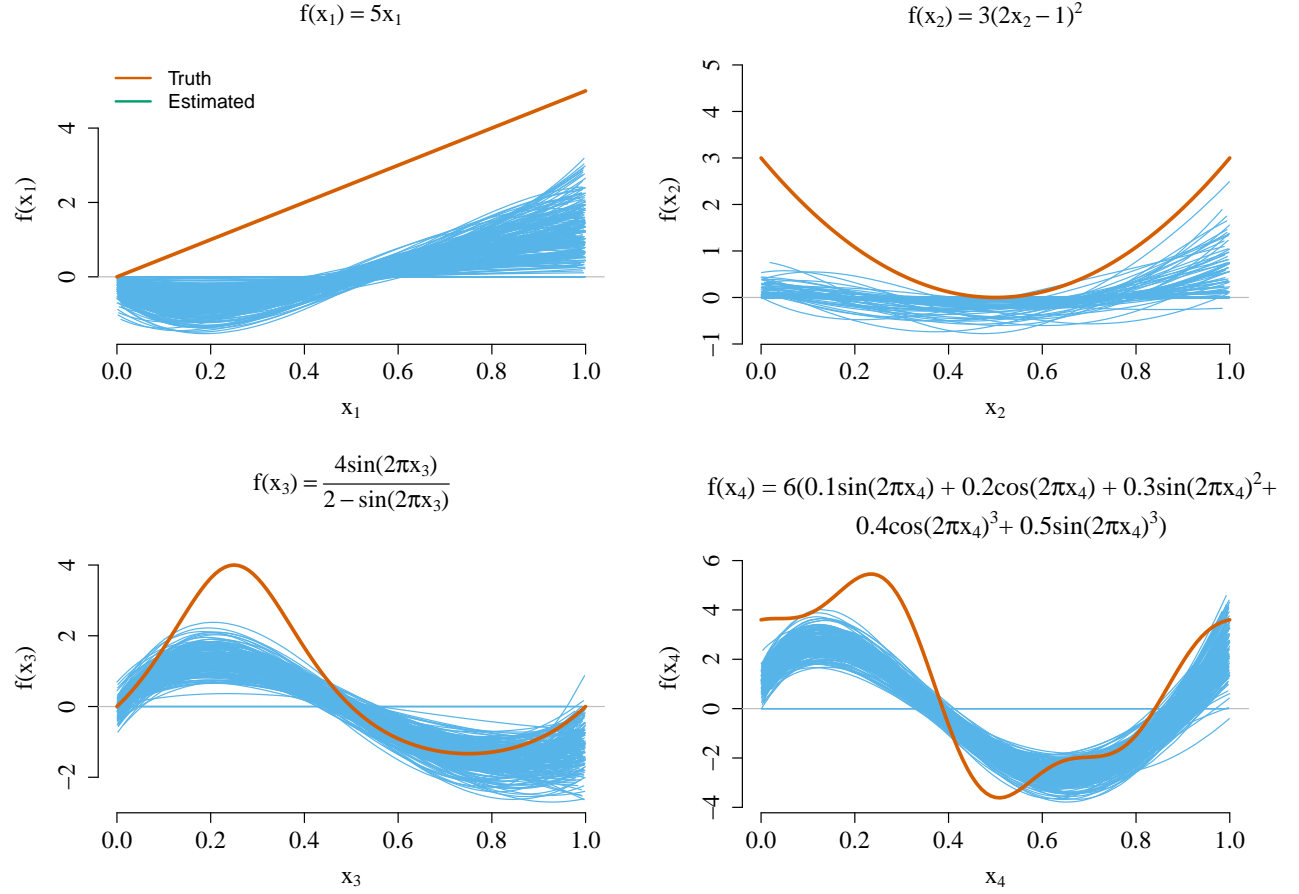 f(x₁) = 5x₁
Truth
Estimated
f(x₁)
0 2 4
0.0 0.2 0.4 0.6 0.8 1.0
x₁
f(x₂) = 3(2x₂ − 1)²
f(x₂)
−1 0 1 2 3 4 5
0.0 0.2 0.4 0.6 0.8 1.0
x₂
f(x₃) = 4sin(2πx₃)
2 − sin(2πx₃)
f(x₃)
−2 0 2 4
0.0 0.2 0.4 0.6 0.8 1.0
x₃
f(x₄) = 6(0.1sin(2πx₄) + 0.2cos(2πx₄) + 0.3sin(2πx₄)²+
0.4cos(2πx₄)³+ 0.5sin(2πx₄)³)
f(x₄)
−4 −2 0 2 4 6
0.0 0.2 0.4 0.6 0.8 1.0
x₄